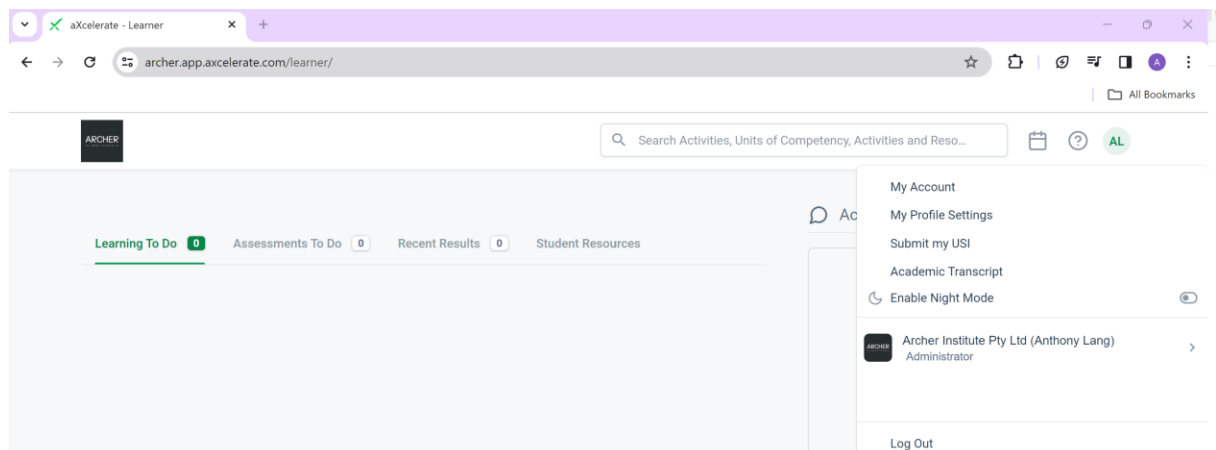 aXcelerate - Learner
archer.app.axcelerate.com/learner/
A
All Bookmarks
ARCHER
Search Activities, Units of Competency, Activities and Reso...
AL
My Account
Ac
My Profile Settings
Learning To Do 0 Assessments To Do 0 Recent Results 0 Student Resources
Submit my USI
Academic Transcript
Enable Night Mode
ARCHER
Archer Institute Pty Ltd (Anthony Lang)
Administrator
Log Out